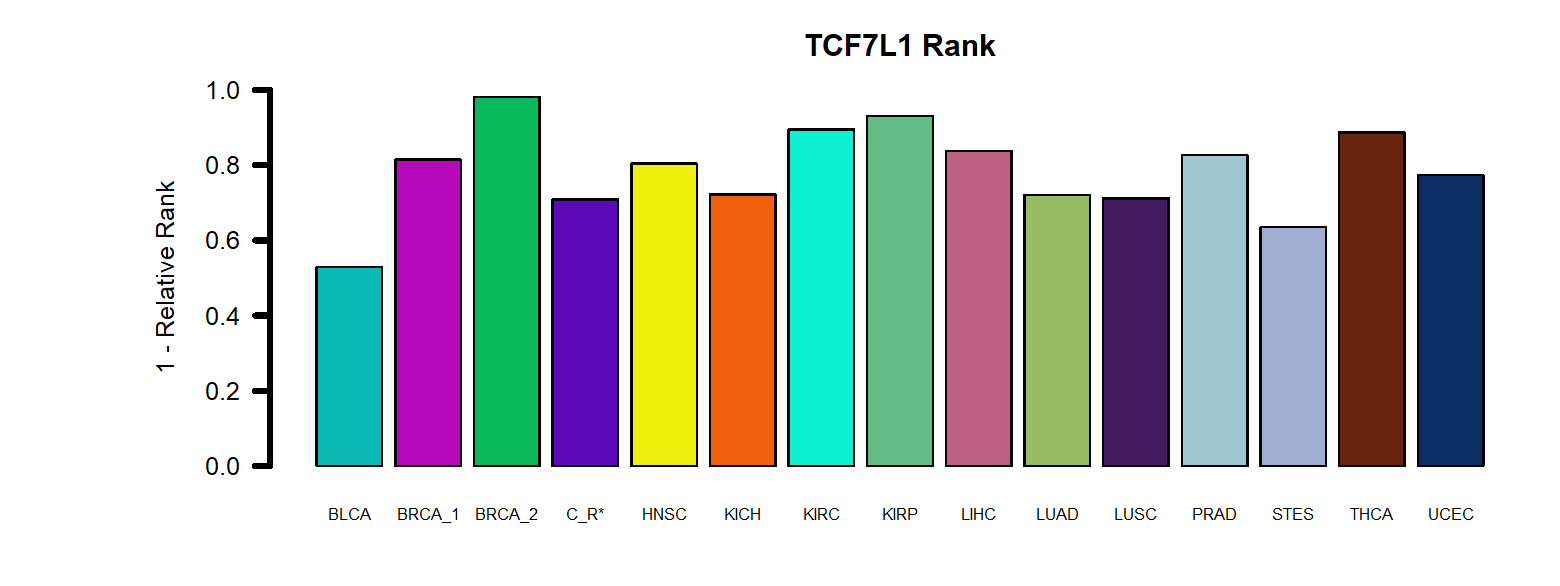 TCF7L1 Rank
1 - Relative Rank
1.0
0.8
0.6
0.4
0.2
0.0
BLCA BRCA_1 BRCA_2 C_R* HNSC KICH KIRC KIRP LIHC LUAD LUSC PRAD STES THCA UCEC